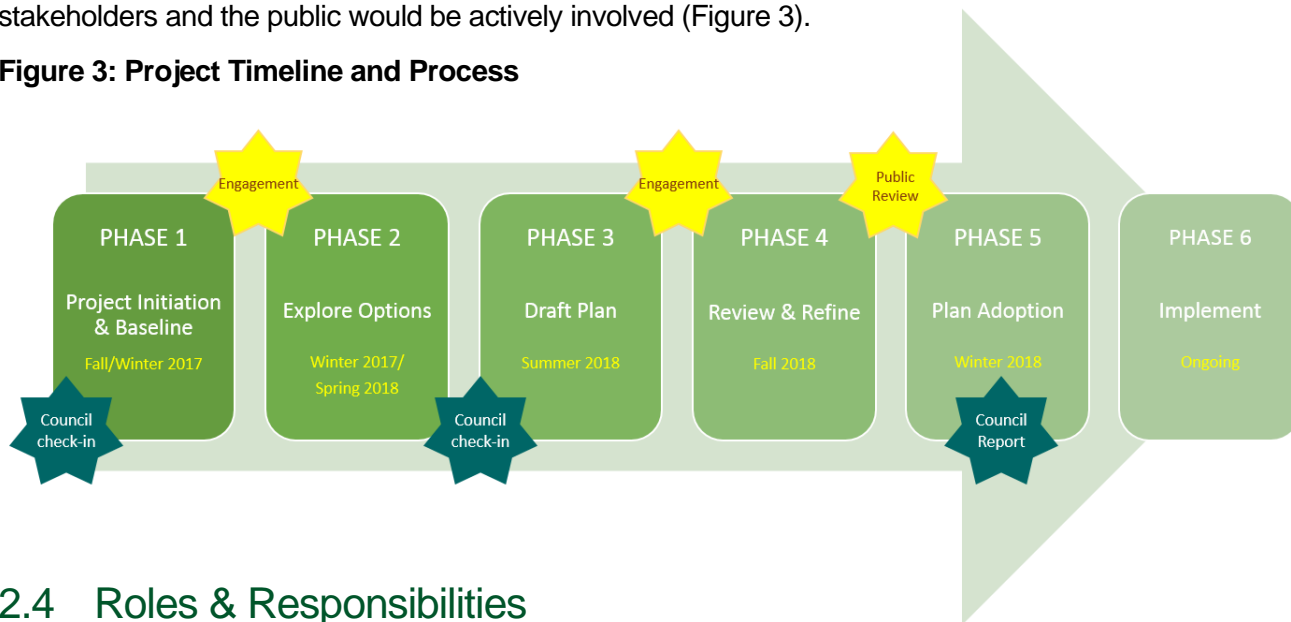 stakeholders and the public would be actively involved (Figure 3).
Figure 3: Project Timeline and Process
Engagement
Engagement
Public
Review
PHASE 1
Project Initiation
& Baseline
Fall/Winter 2017
PHASE 2
Explore Options
Winter 2017/
Spring 2018
PHASE 3
Draft Plan
Summer 2018
PHASE 4
Review & Refine
Fall 2018
PHASE 5
Plan Adoption
Winter 2018
PHASE 6
Implement
Ongoing
Council
check-in
Council
check-in
Council
Report
2.4 Roles & Responsibilities